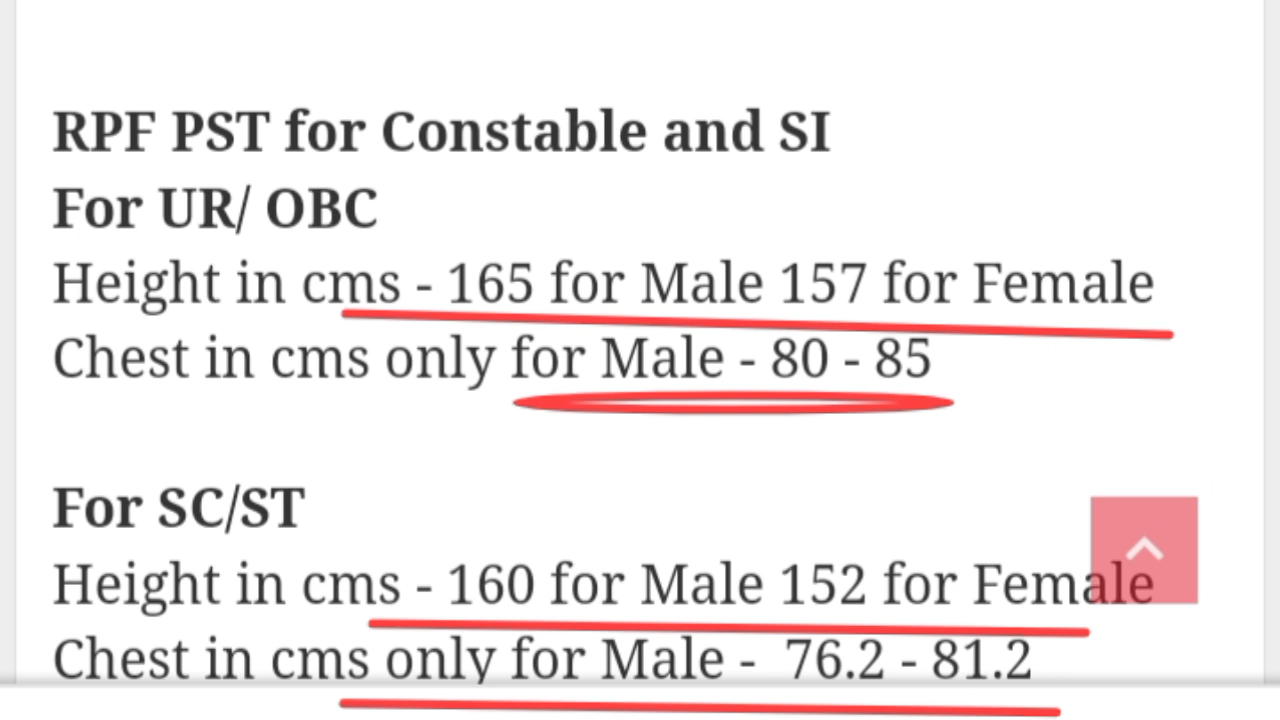 RPF PST for Constable and SI
For UR/ OBC
Height in cms - 165 for Male 157 for Female
Chest in cms only for Male - 80 - 85
For SC/ST
Height in cms - 160 for Male 152 for Female
Chest in cms only for Male - 76.2 - 81.2